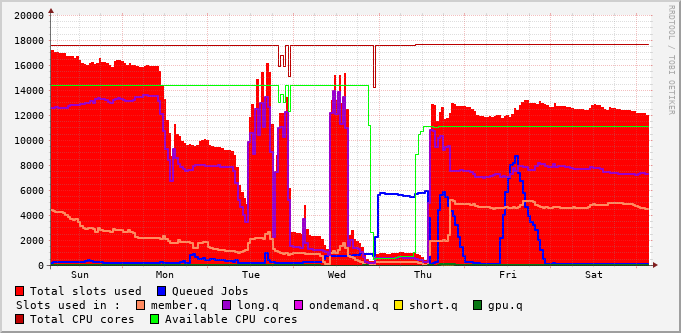 20000
18000
16000
14000
12000
10000
8000
6000
4000
2000
0
Sun Mon Tue Wed Thu Fri Sat
Total slots used Queued Jobs
Slots used in : member.q long.q ondemand.q short.q gpu.q
Total CPU cores Available CPU cores
RRDTOOL / TOBI OETIKER